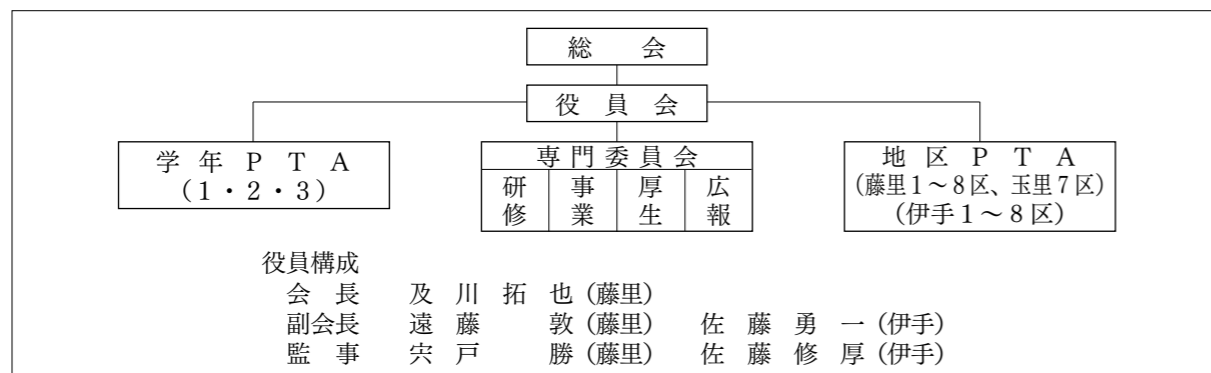 総会
役員会
学年PTA
(1・2・3)
専門委員会
研修
事業
厚生
広報
地区PTA
(藤里1～8区、玉里7区)
(伊手1～8区)
役員構成
会長 及川拓也(藤里)
副会長 遠藤敦(藤里) 佐藤勇一(伊手)
監事 宍戸勝(藤里) 佐藤修厚(伊手)